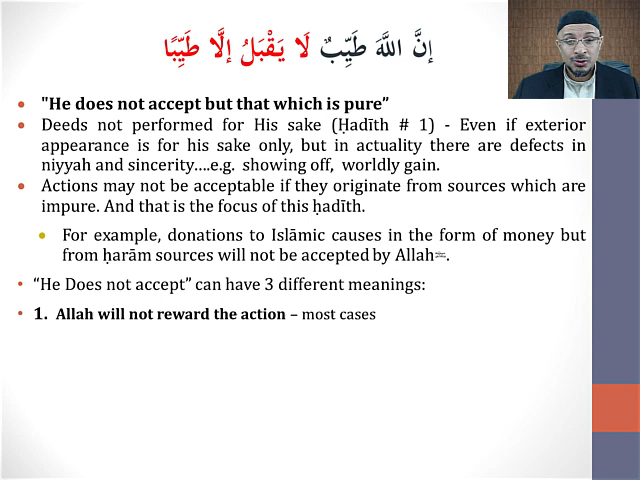 إنَّ اللَّهَ طَيِّبٌ لَا يَقْبَلُ إلَّا طَيِّبًا
"He does not accept but that which is pure”
Deeds not performed for His sake (Ḥadīth # 1) - Even if exterior
appearance is for his sake only, but in actuality there are defects in
niyyah and sincerity….e.g. showing off, worldly gain.
Actions may not be acceptable if they originate from sources which are
impure. And that is the focus of this ḥadīth.
For example, donations to Islāmic causes in the form of money but
from ḥarām sources will not be accepted by Allah.
“He Does not accept” can have 3 different meanings:
1. Allah will not reward the action – most cases